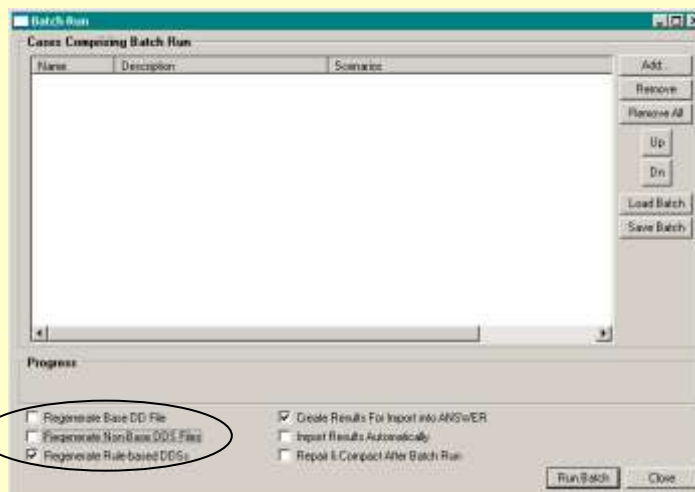 Batch Run
Cases Comprising Batch Run
Name Description Scenarios
Add...
Remove
Remove All
Up
Dn
Load Batch
Save Batch
Progress
Regenerate Base DD File
Regenerate Non-Base DDS Files
Regenerate Rule-based DDSs
Create Results For Import into ANSWER
Import Results Automatically
Repair & Compact After Batch Run
Run Batch Close